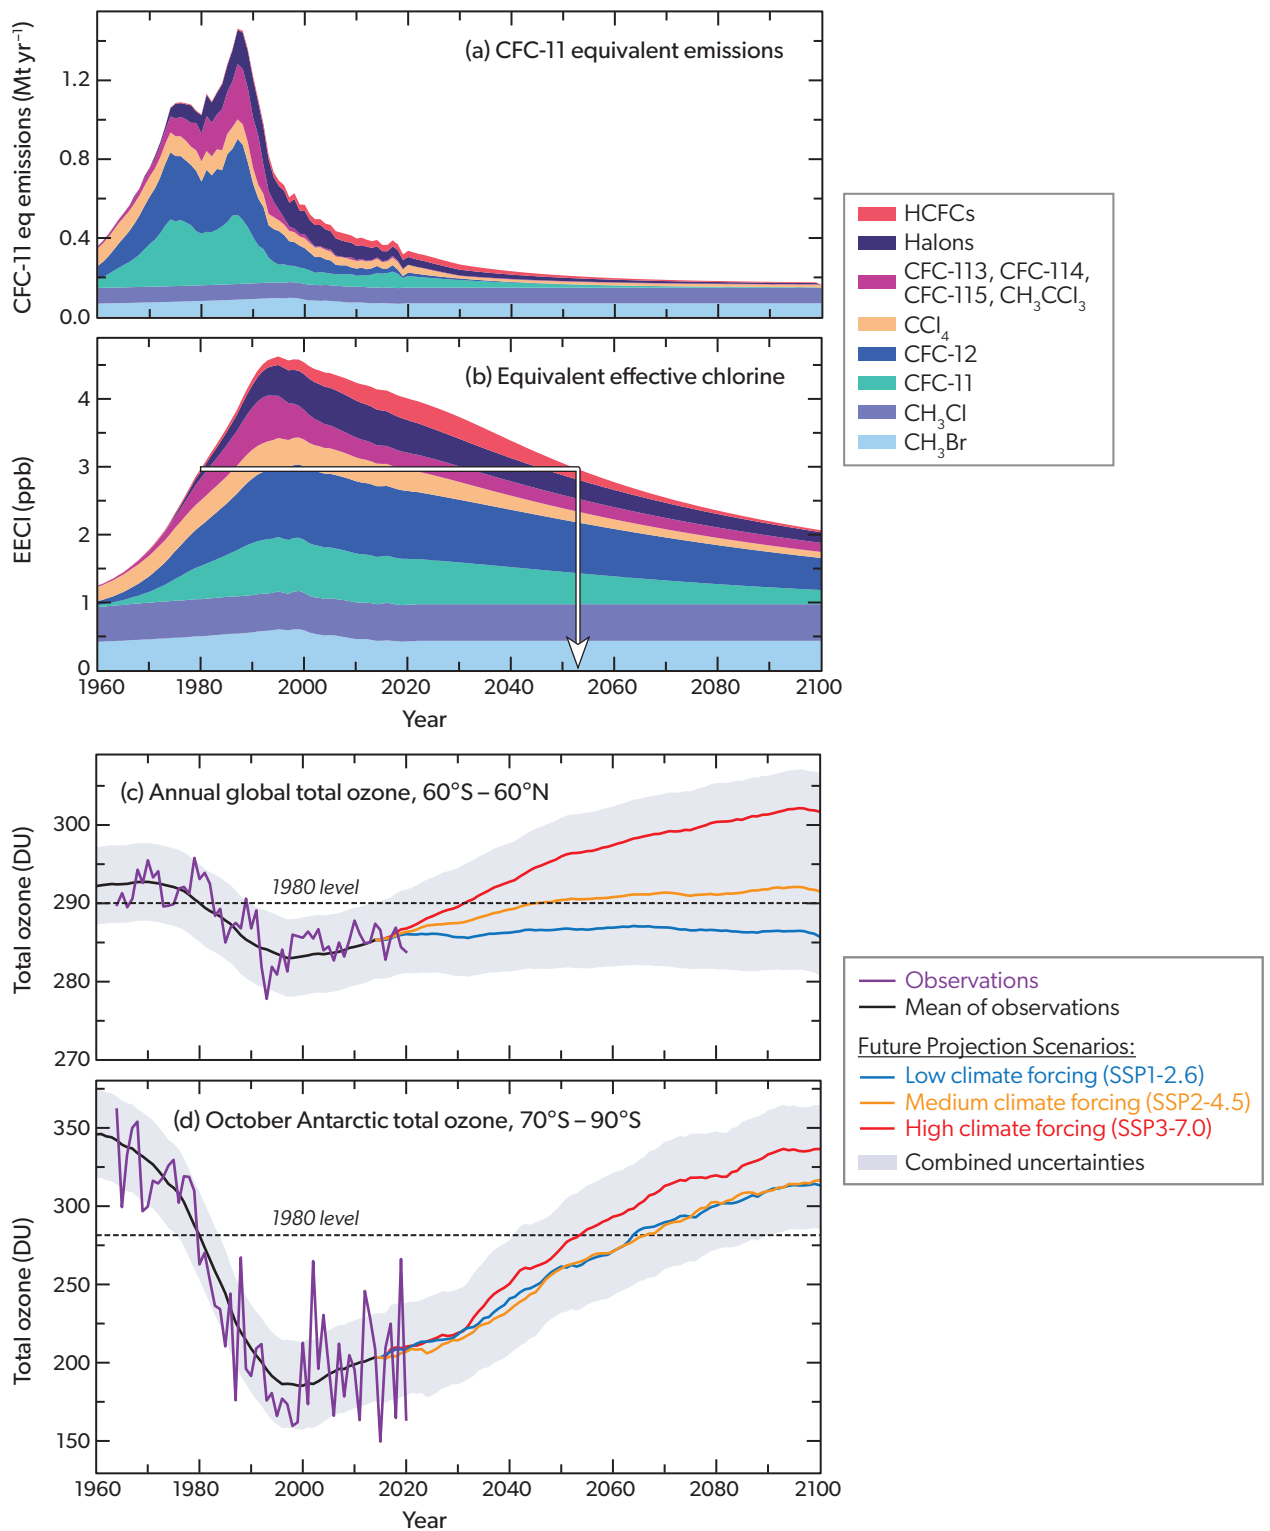 (a) CFC-11 equivalent emissions
CFC-11 eq emissions (Mt yr⁻¹)
1.2
0.8
0.4
0.0
HCFCs
Halons
CFC-113, CFC-114,
CFC-115, CH₃CCl₃
CCl₄
CFC-12
CFC-11
CH₃Cl
CH₃Br
(b) Equivalent effective chlorine
EECl (ppb)
4
3
2
1
0
1960 1980 2000 2020 2040 2060 2080 2100
Year
(c) Annual global total ozone, 60°S – 60°N
Total ozone (DU)
300
290
280
270
1980 level
Observations
Mean of observations
Future Projection Scenarios:
Low climate forcing (SSP1-2.6)
Medium climate forcing (SSP2-4.5)
High climate forcing (SSP3-7.0)
Combined uncertainties
(d) October Antarctic total ozone, 70°S – 90°S
Total ozone (DU)
350
300
250
200
150
1980 level
1960 1980 2000 2020 2040 2060 2080 2100
Year